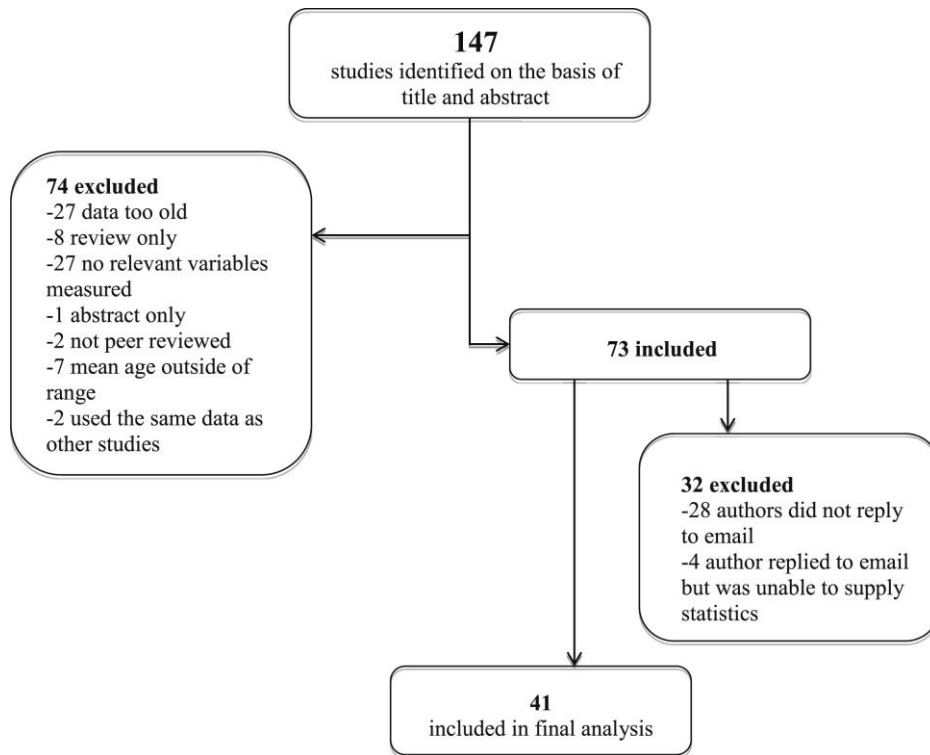 147
studies identified on the basis of
title and abstract
74 excluded
-27 data too old
-8 review only
-27 no relevant variables
measured
-1 abstract only
-2 not peer reviewed
-7 mean age outside of
range
-2 used the same data as
other studies
73 included
32 excluded
-28 authors did not reply
to email
-4 author replied to email
but was unable to supply
statistics
41
included in final analysis